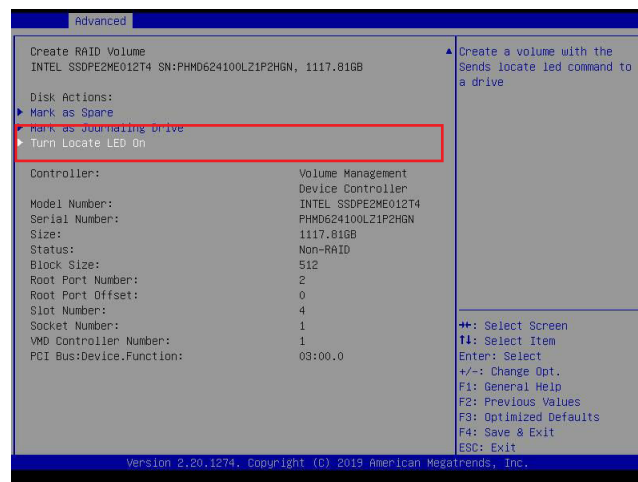 Advanced
Create RAID Volume
INTEL SSDPE2ME012T4 SN:PHMD624100LZ1P2HGN, 1117.81GB
Disk Actions:
Mark as Spare
Mark as Journaling Drive
Turn Locate LED On
Controller: Volume Management
Device Controller
Model Number: INTEL SSDPE2ME012T4
Serial Number: PHMD624100LZ1P2HGN
Size: 1117.81GB
Status: Non-RAID
Block Size: 512
Root Port Number: 2
Root Port Offset: 0
Slot Number: 4
Socket Number: 1
VMD Controller Number: 1
PCI Bus:Device.Function: 03:00.0
Create a volume with the
Sends locate led command to
a drive
→←: Select Screen
↑↓: Select Item
Enter: Select
+/-: Change Opt.
F1: General Help
F2: Previous Values
F3: Optimized Defaults
F4: Save & Exit
ESC: Exit
Version 2.20.1274. Copyright (C) 2019 American Megatrends, Inc.